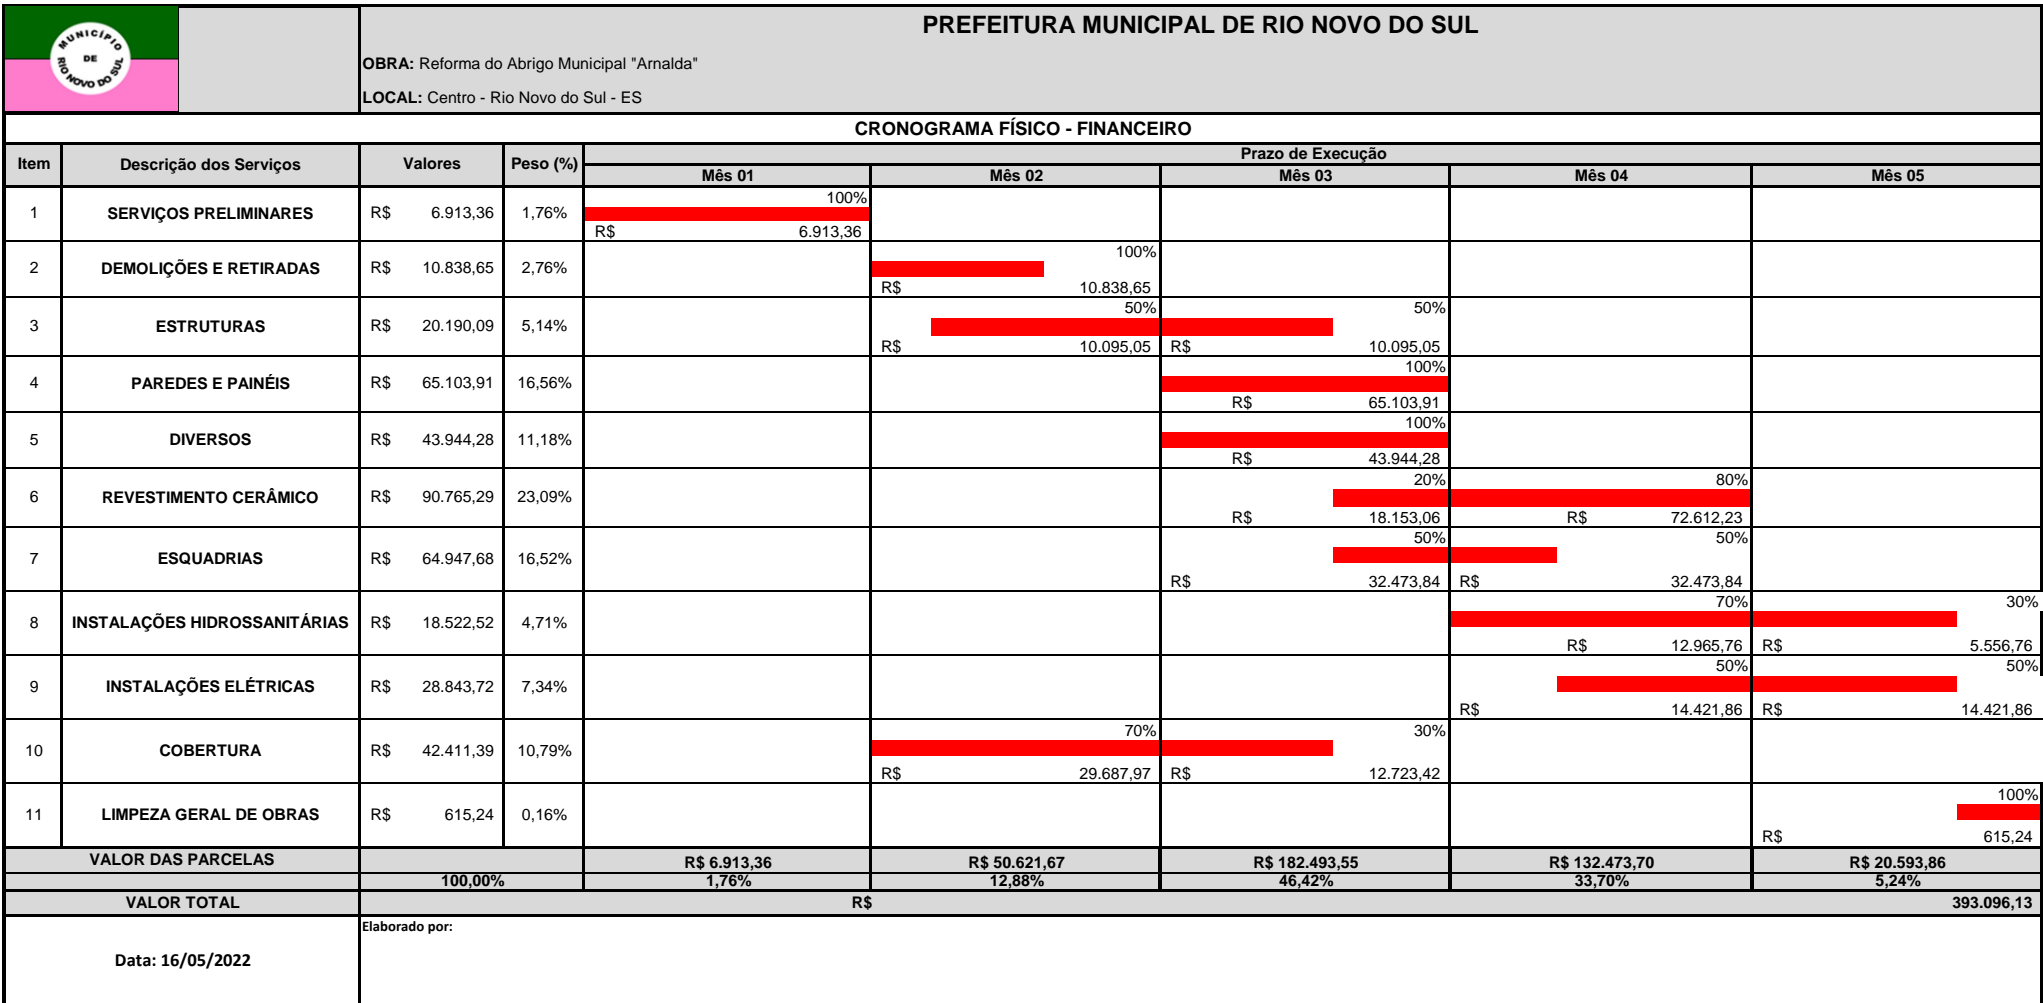 MUNICÍPIO
DE
RIO NOVO DO SUL
PREFEITURA MUNICIPAL DE RIO NOVO DO SUL
OBRA: Reforma do Abrigo Municipal "Arnalda"
LOCAL: Centro - Rio Novo do Sul - ES
CRONOGRAMA FÍSICO - FINANCEIRO
Item Descrição dos Serviços Valores Peso (%) Prazo de Execução
Mês 01 Mês 02 Mês 03 Mês 04 Mês 05
100%
1 SERVIÇOS PRELIMINARES R$ 6.913,36 1,76%
R$ 6.913,36
100%
2 DEMOLIÇÕES E RETIRADAS R$ 10.838,65 2,76%
R$ 10.838,65
50% 50%
3 ESTRUTURAS R$ 20.190,09 5,14%
R$ 10.095,05 R$ 10.095,05
100%
4 PAREDES E PAINÉIS R$ 65.103,91 16,56%
R$ 65.103,91
100%
5 DIVERSOS R$ 43.944,28 11,18%
R$ 43.944,28
20% 80%
6 REVESTIMENTO CERÂMICO R$ 90.765,29 23,09%
R$ 18.153,06 R$ 72.612,23
50% 50%
7 ESQUADRIAS R$ 64.947,68 16,52%
R$ 32.473,84 R$ 32.473,84
70% 30%
8 INSTALAÇÕES HIDROSSANITÁRIAS R$ 18.522,52 4,71%
R$ 12.965,76 R$ 5.556,76
50% 50%
9 INSTALAÇÕES ELÉTRICAS R$ 28.843,72 7,34%
R$ 14.421,86 R$ 14.421,86
70% 30%
10 COBERTURA R$ 42.411,39 10,79%
R$ 29.687,97 R$ 12.723,42
100%
11 LIMPEZA GERAL DE OBRAS R$ 615,24 0,16%
R$ 615,24
VALOR DAS PARCELAS R$ 6.913,36 R$ 50.621,67 R$ 182.493,55 R$ 132.473,70 R$ 20.593,86
100,00% 1,76% 12,88% 46,42% 33,70% 5,24%
VALOR TOTAL R$ 393.096,13
Elaborado por:
Data: 16/05/2022